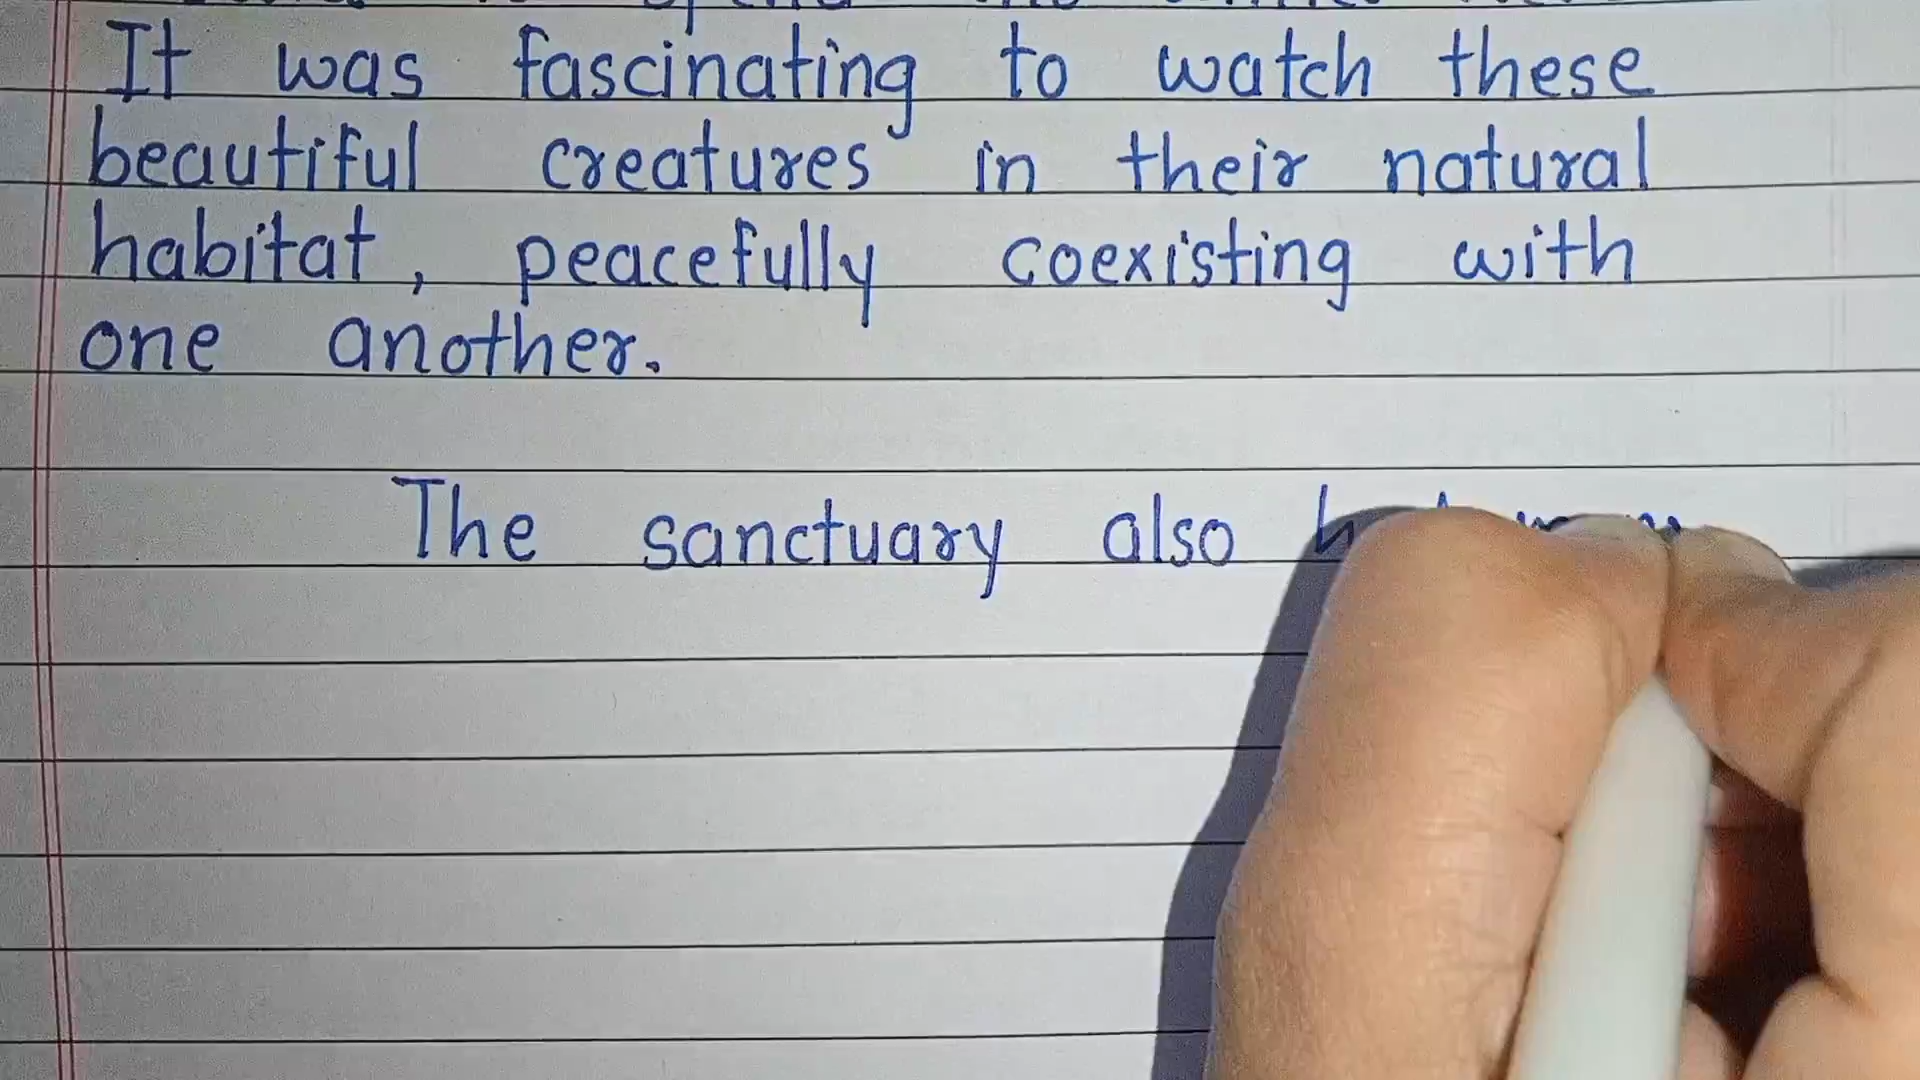 It was fascinating to watch these
beautiful creatures in their natural
habitat, peacefully coexisting with
one another.
The sanctuary also